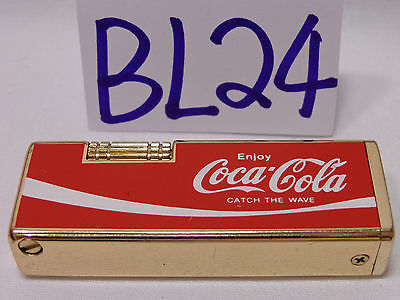 BL24
Enjoy
Coca-Cola
CATCH THE WAVE